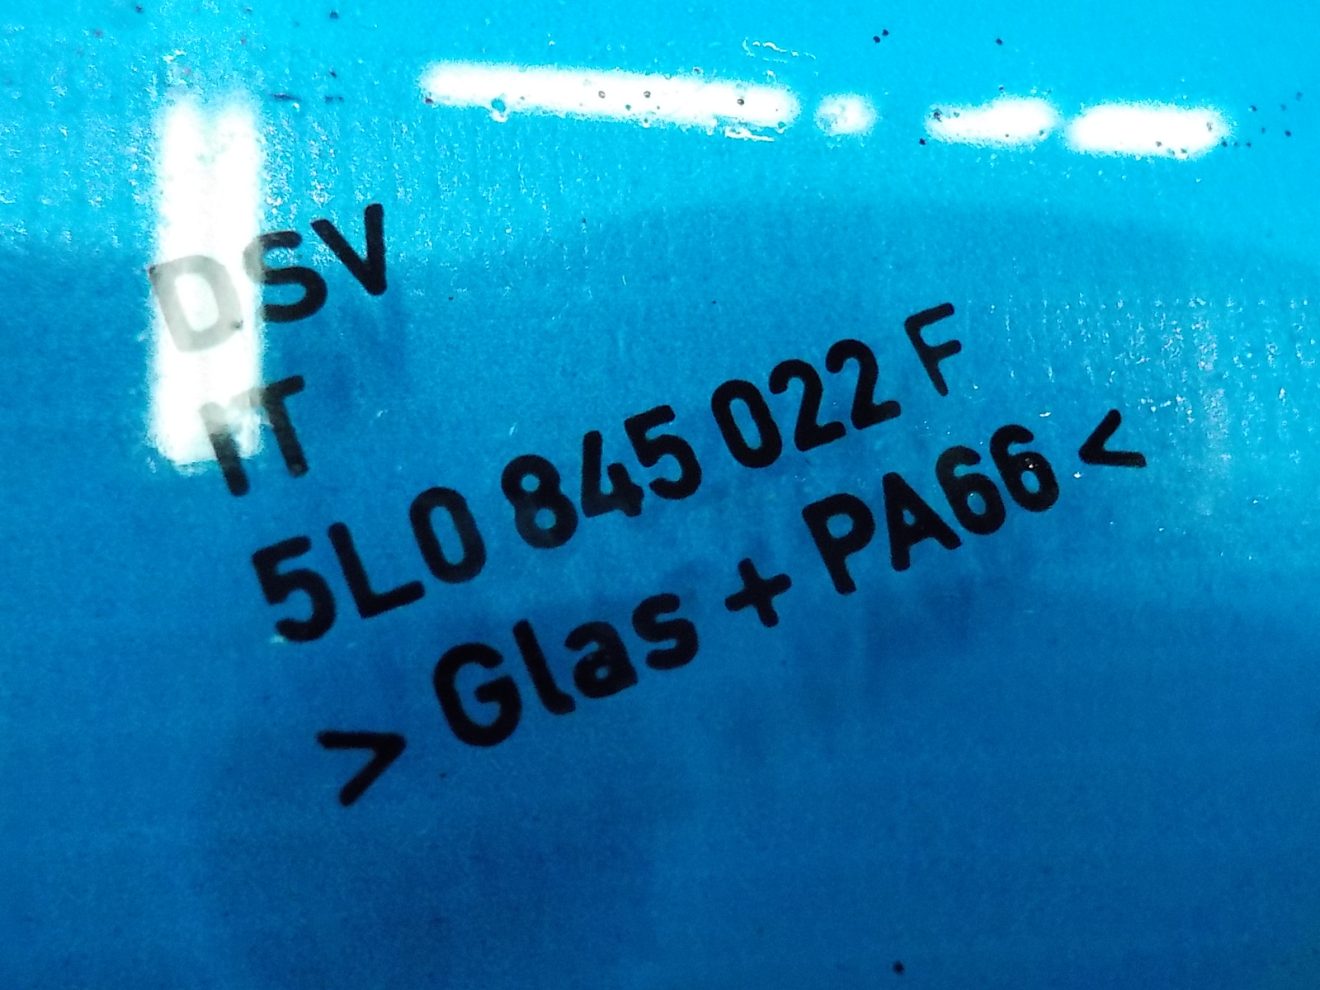 DSV
IT
5L0 845 022 F
> Glas + PA66 <